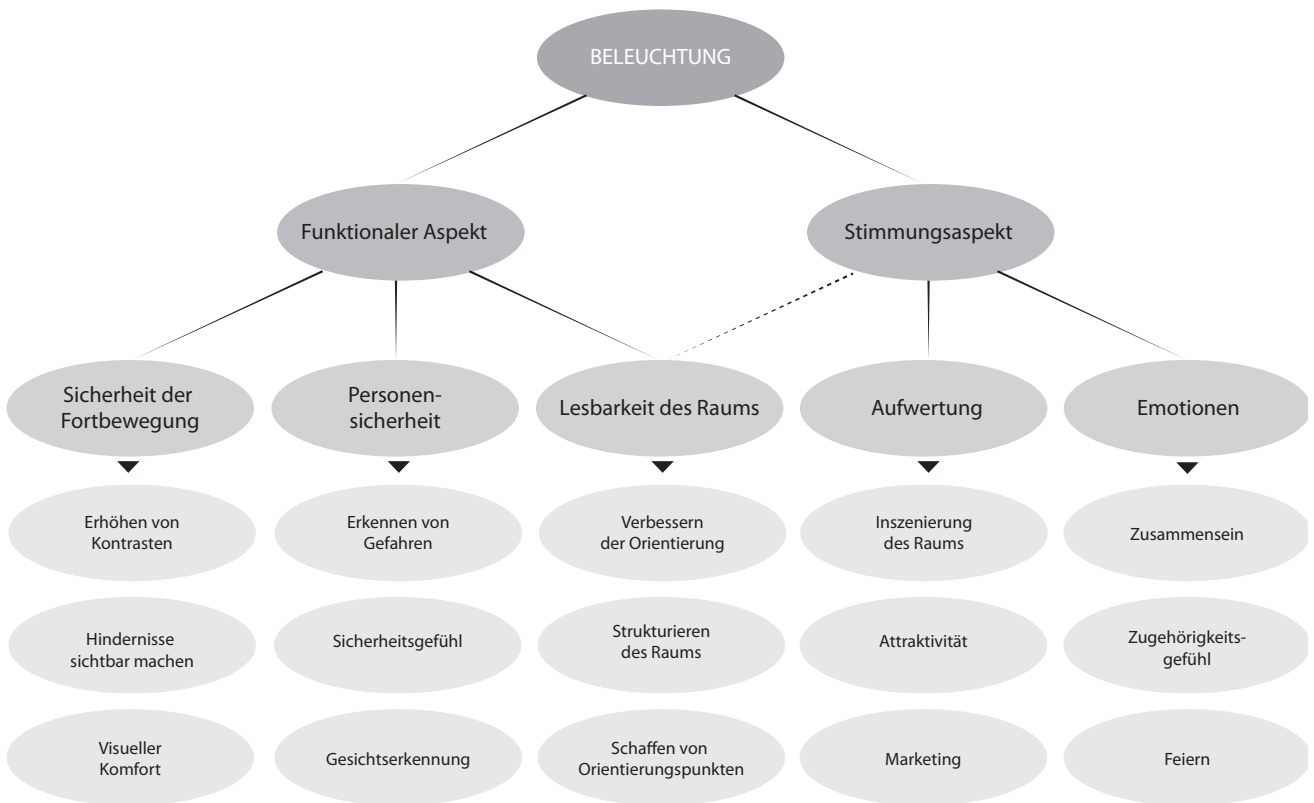 BELEUCHTUNG
Funktionaler Aspekt
Stimmungsaspekt
Sicherheit der
Fortbewegung
Personen-
sicherheit
Lesbarkeit des Raums
Aufwertung
Emotionen
Erhöhen von
Kontrasten
Erkennen von
Gefahren
Verbessern
der Orientierung
Inszenierung
des Raums
Zusammensein
Hindernisse
sichtbar machen
Sicherheitsgefühl
Strukturieren
des Raums
Attraktivität
Zugehörigkeits-
gefühl
Visueller
Komfort
Gesichtserkennung
Schaffen von
Orientierungspunkten
Marketing
Feiern